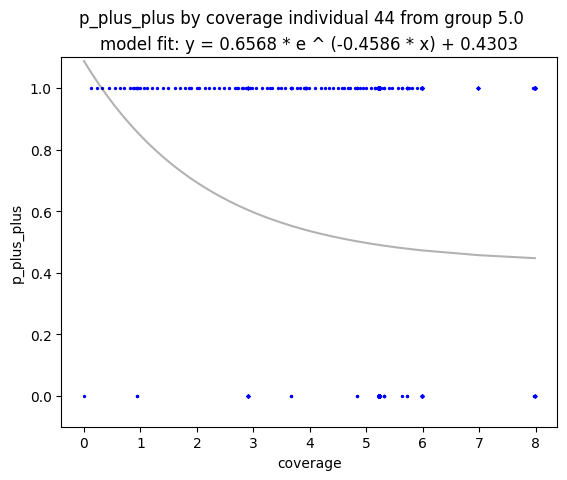 p_plus_plus by coverage individual 44 from group 5.0
model fit: y = 0.6568 * e ^ (-0.4586 * x) + 0.4303
1.0
0.8
0.6
0.4
0.2
0.0
p_plus_plus
0 1 2 3 4 5 6 7 8
coverage